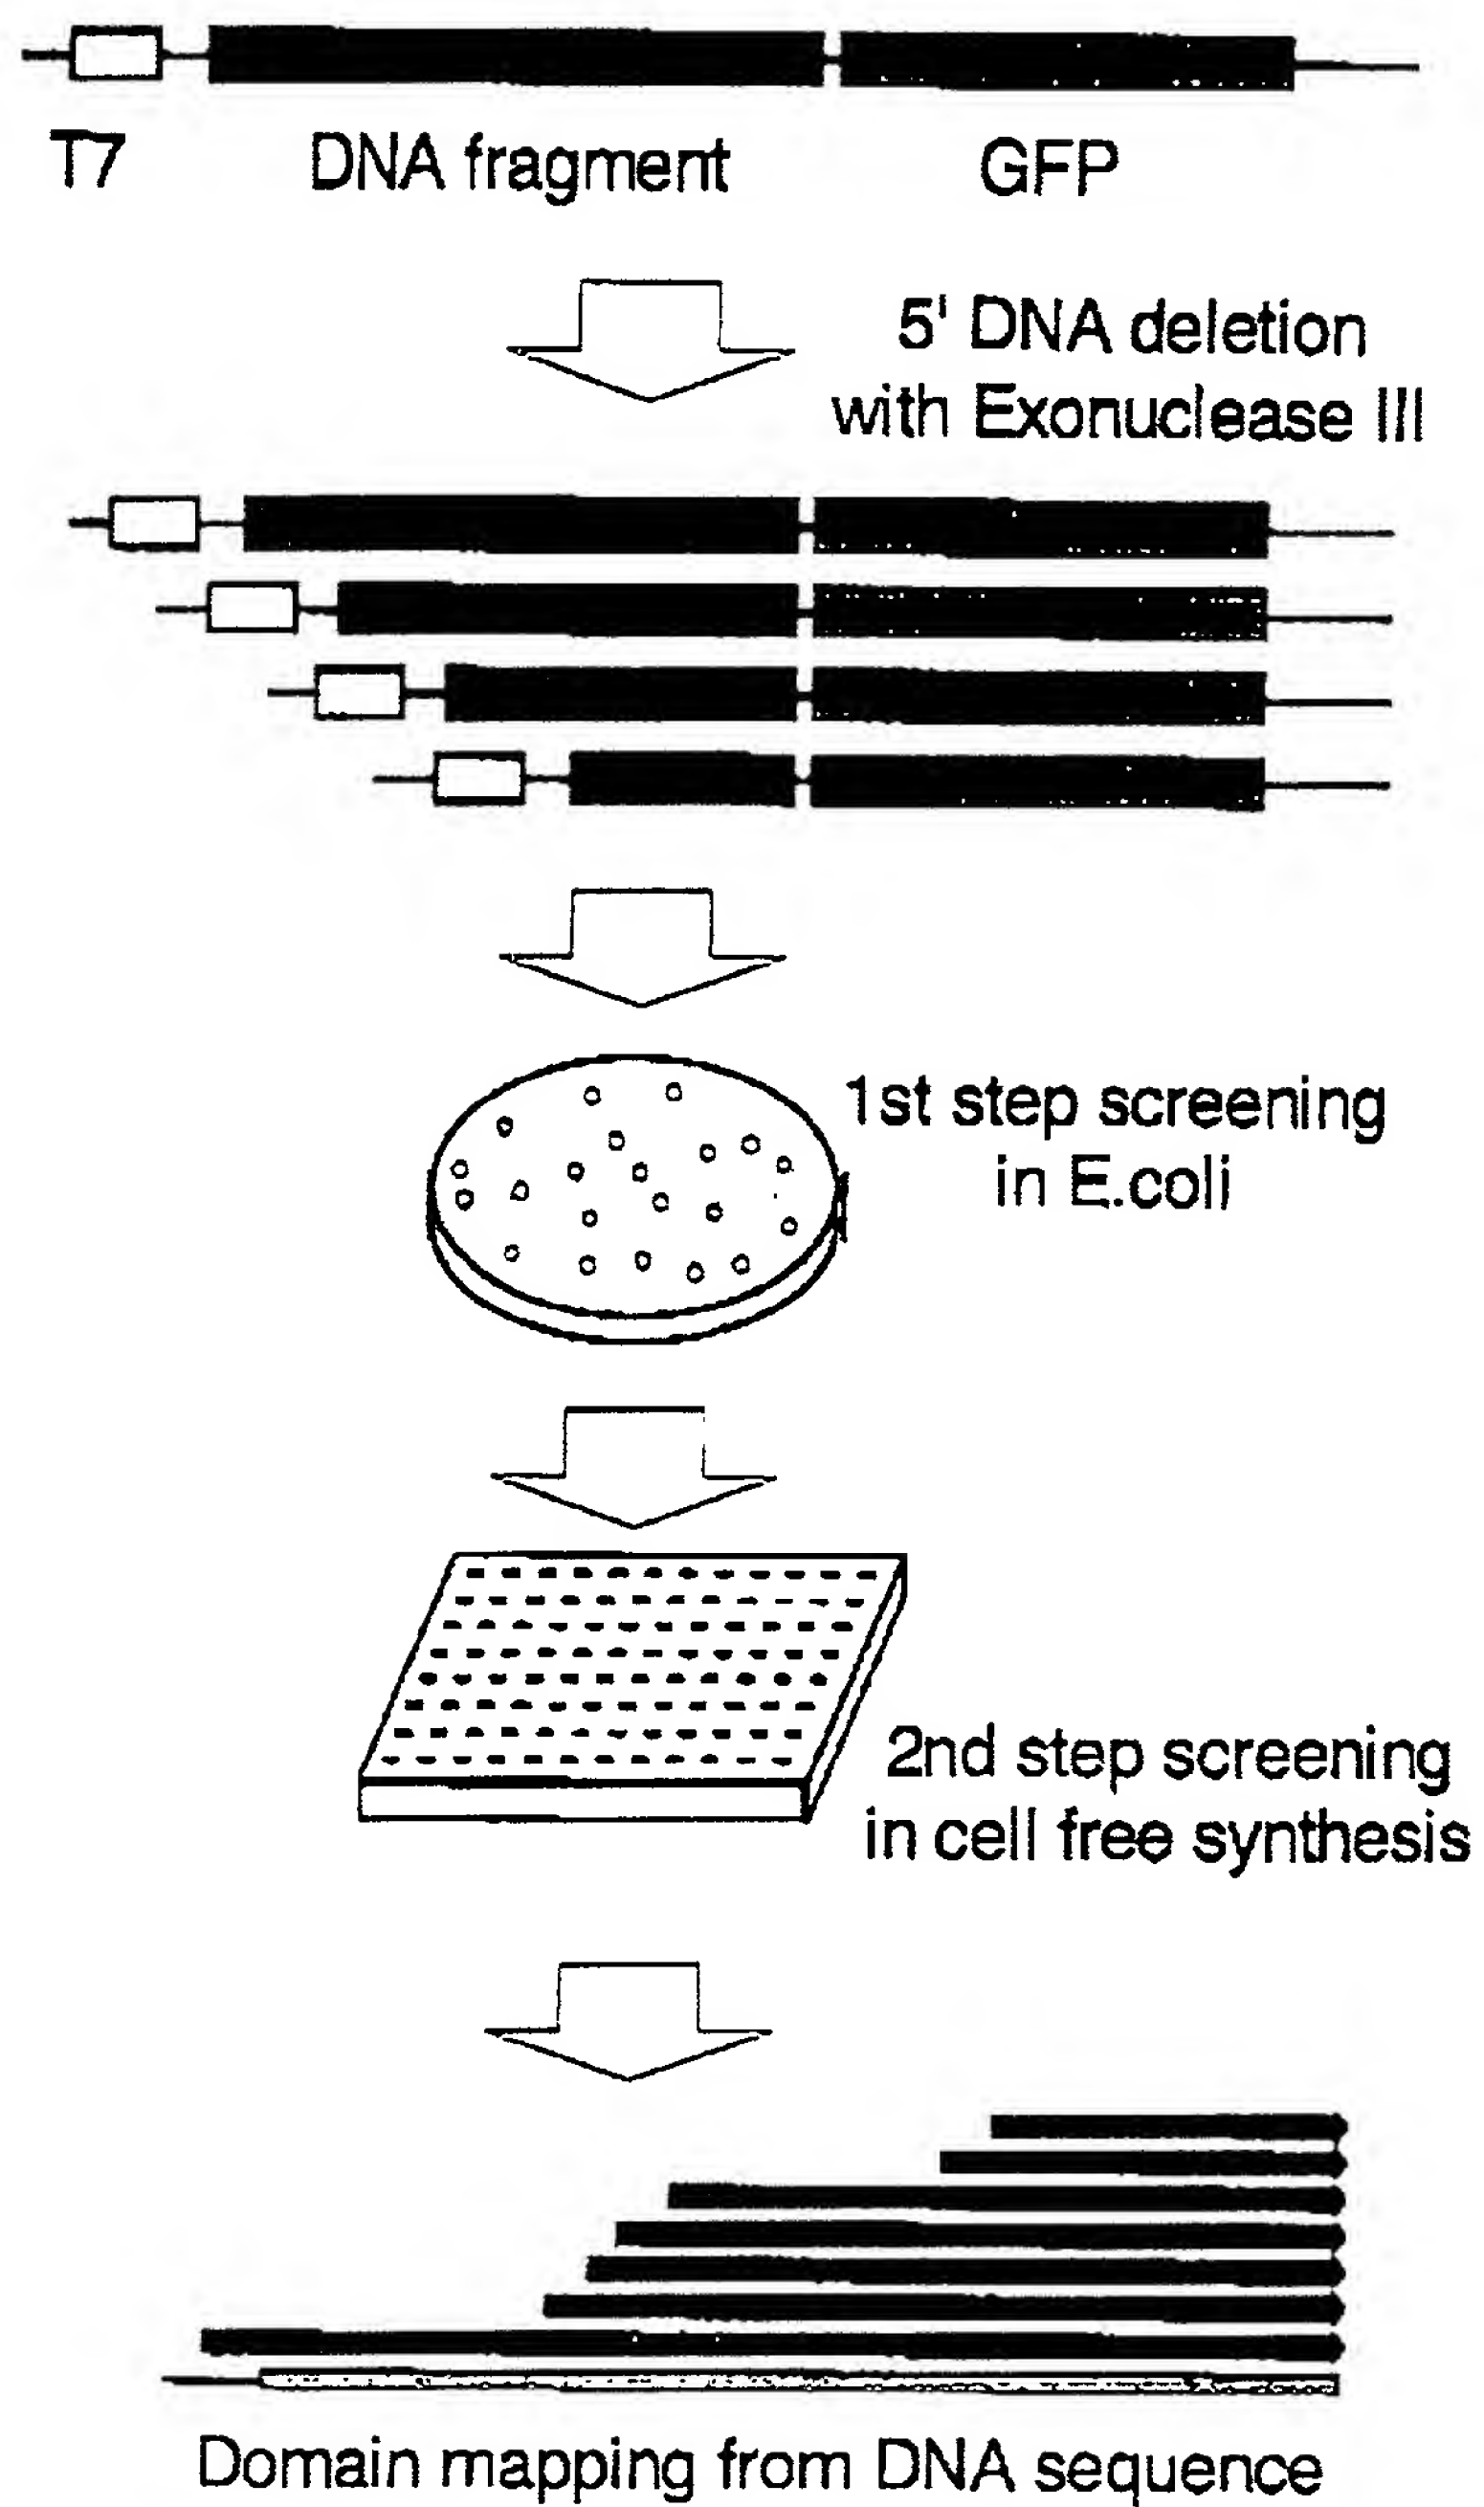 T7 DNA fragment GFP
5' DNA deletion
with Exonuclease III
1st step screening
in E.coli
2nd step screening
in cell free synthesis
Domain mapping from DNA sequence